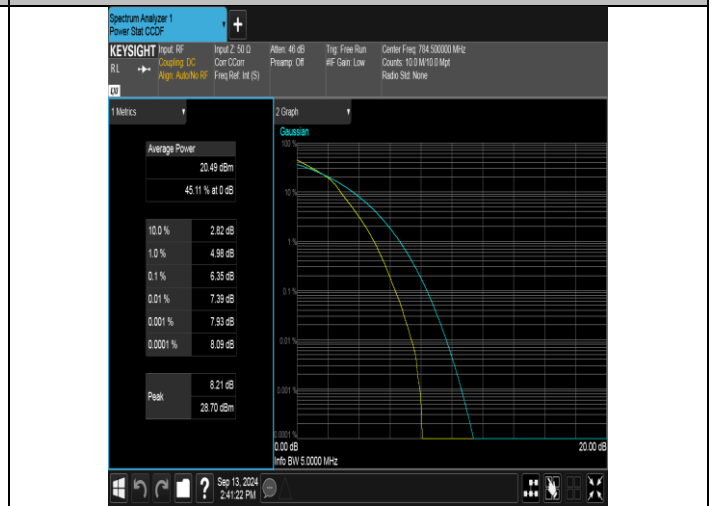 Spectrum Analyzer 1
Power Stat CCDF
+
KEYSIGHT
RL
Input: RF
Coupling: DC
Align: Auto/No RF
Input Z: 50 Ω
Corr CCorr
Freq Ref: Int (S)
Atten: 46 dB
Preamp: Off
Trig: Free Run
#IF Gain: Low
Center Freq: 784.500000 MHz
Counts: 10.0 M/10.0 Mpt
Radio Std: None
LXI
1 Metrics
Average Power
20.49 dBm
45.11 % at 0 dB
10.0 % 2.82 dB
1.0 % 4.98 dB
0.1 % 6.35 dB
0.01 % 7.39 dB
0.001 % 7.93 dB
0.0001 % 8.09 dB
Peak
8.21 dB
28.70 dBm
2 Graph
Gaussian
100 %
10 %
1 %
0.1 %
0.01 %
0.001 %
0.0001 %
0.00 dB 20.00 dB
Info BW 5.0000 MHz
?
Sep 13, 2024
2:41:22 PM